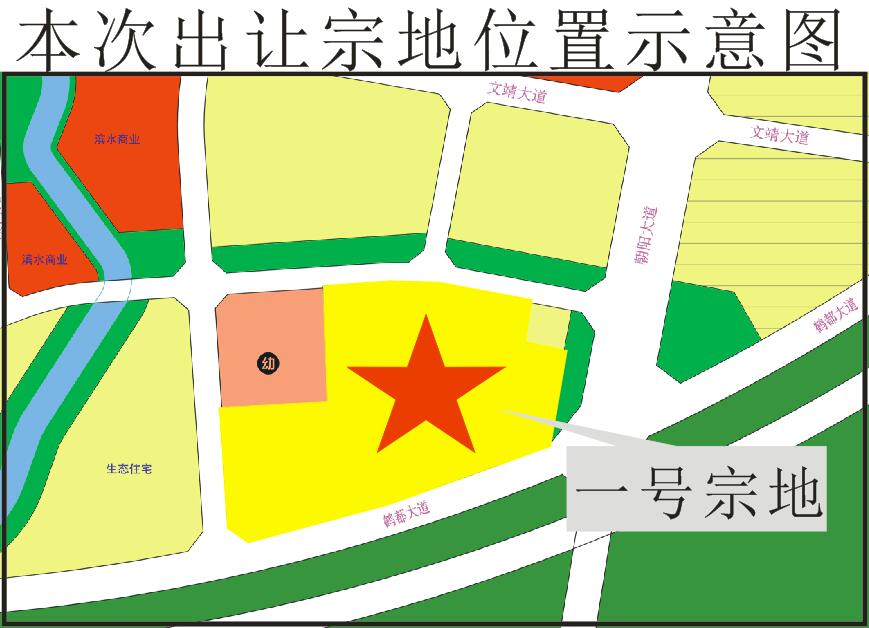 本次出让宗地位置示意图
文靖大道
文靖大道
滨水商业
朝阳大道
滨水商业
鹤都大道
幼
生态住宅
一号宗地
鹤都大道